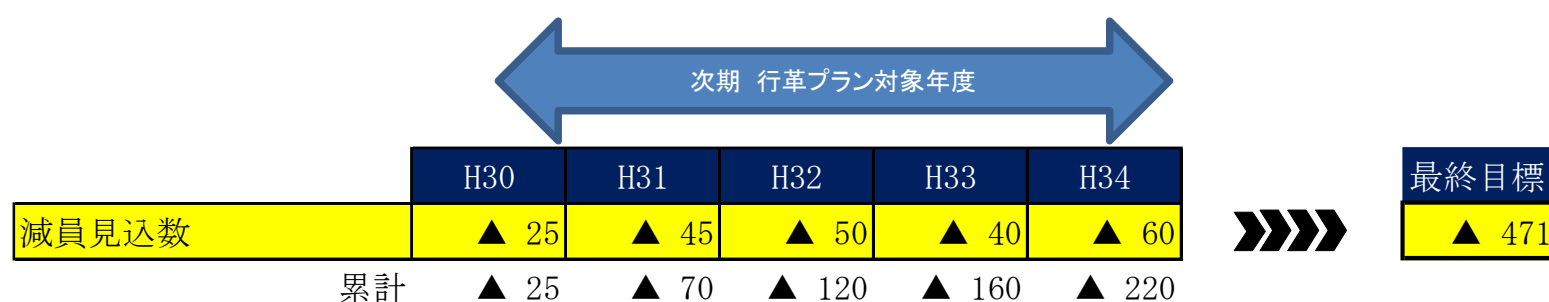 次期 行革プラン対象年度
H30 H31 H32 H33 H34 最終目標
減員見込数 ▲ 25 ▲ 45 ▲ 50 ▲ 40 ▲ 60 ▲ 471
累計 ▲ 25 ▲ 70 ▲ 120 ▲ 160 ▲ 220